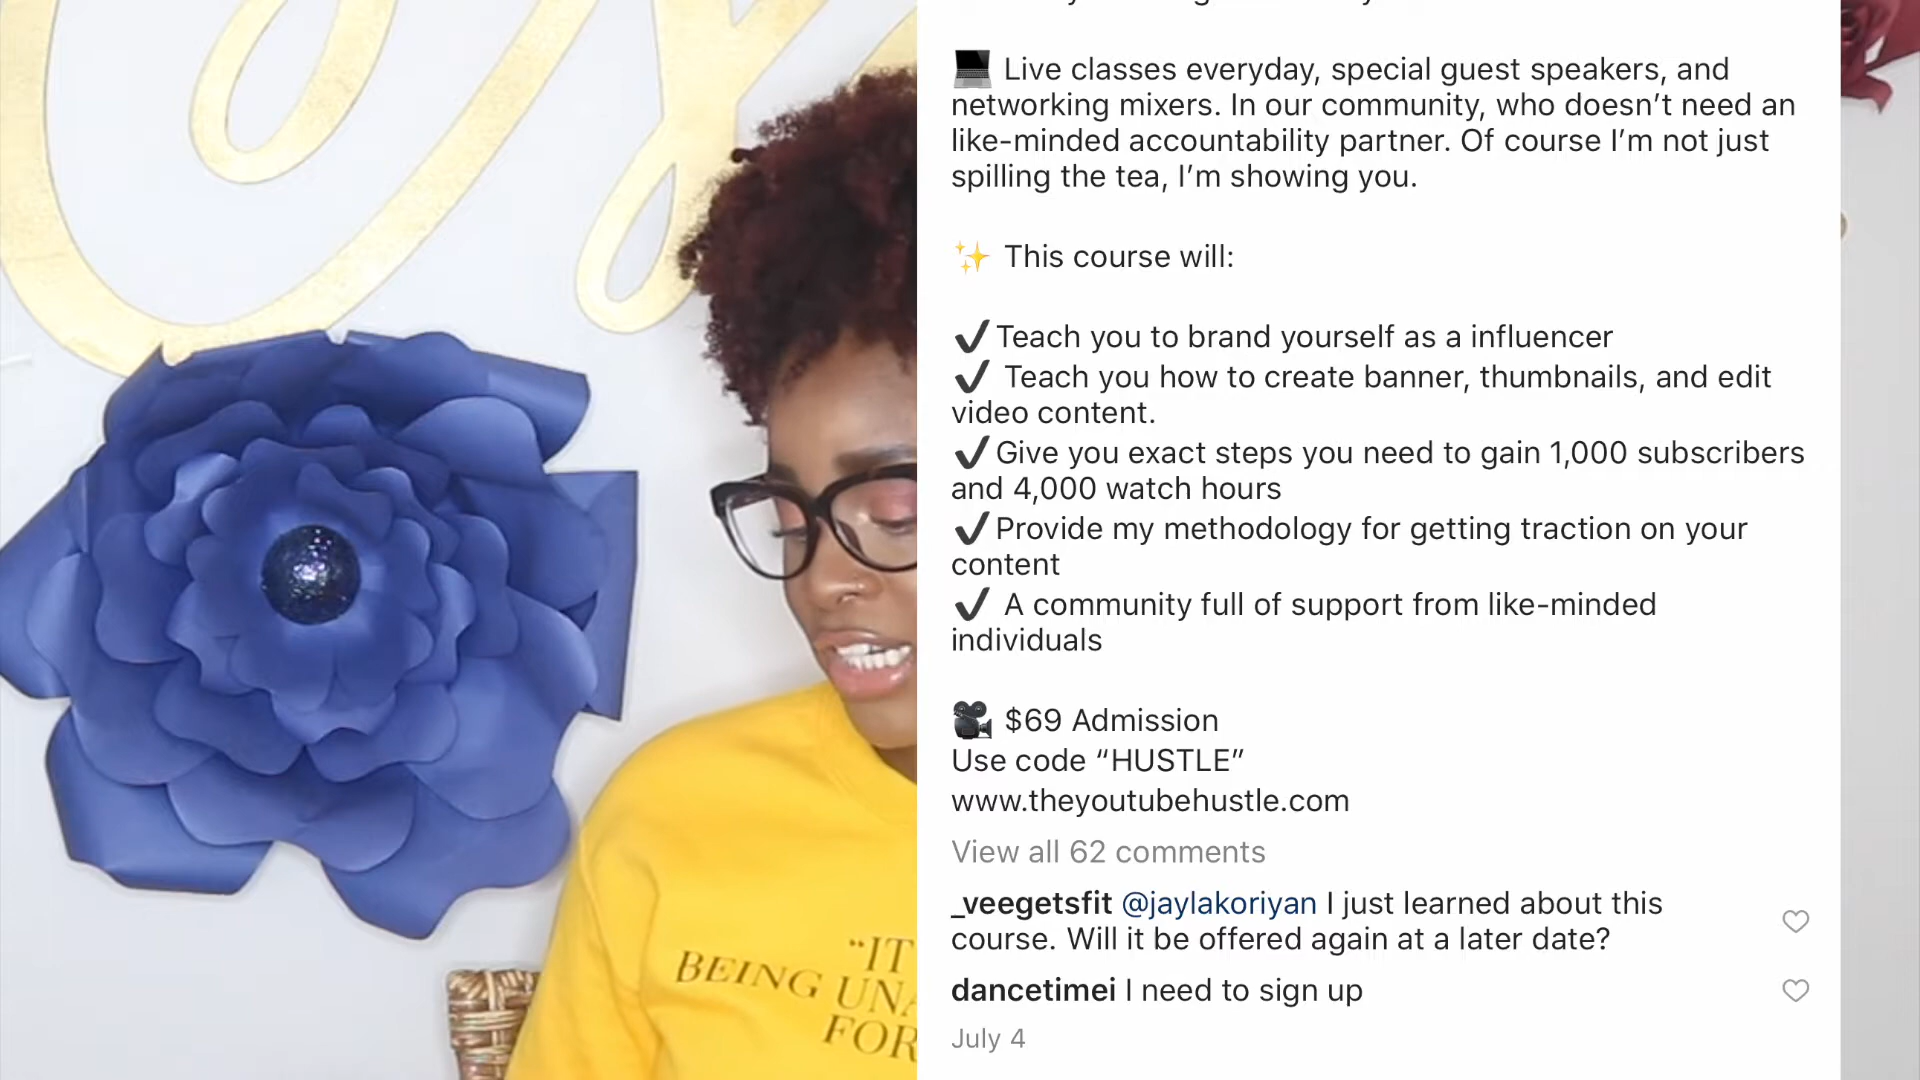 💻 Live classes everyday, special guest speakers, and
networking mixers. In our community, who doesn’t need an
like-minded accountability partner. Of course I’m not just
spilling the tea, I’m showing you.
✨ This course will:
✔️Teach you to brand yourself as a influencer
✔️ Teach you how to create banner, thumbnails, and edit
video content.
✔️Give you exact steps you need to gain 1,000 subscribers
and 4,000 watch hours
✔️Provide my methodology for getting traction on your
content
✔️ A community full of support from like-minded
individuals
🎥 $69 Admission
Use code “HUSTLE”
www.theyoutubehustle.com
View all 62 comments
_veegetsfit @jaylakoriyan I just learned about this
course. Will it be offered again at a later date?
dancetimei I need to sign up
July 4
“IT
BEING UNA
FOR